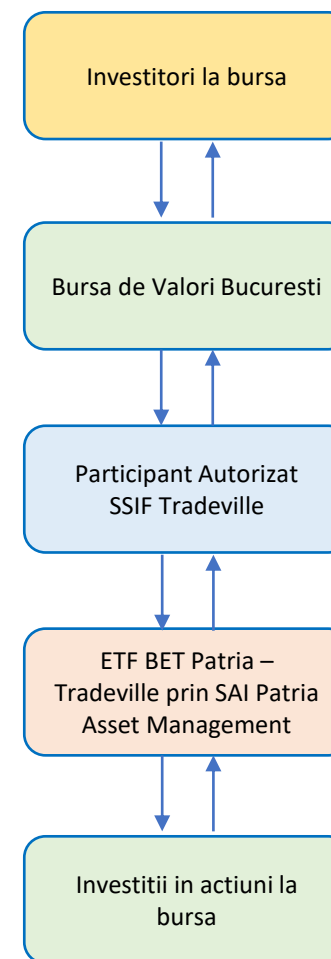 Investitori la bursa
Bursa de Valori Bucuresti
Participant Autorizat
SSIF Tradeville
ETF BET Patria –
Tradeville prin SAI Patria
Asset Management
Investitii in actiuni la
bursa